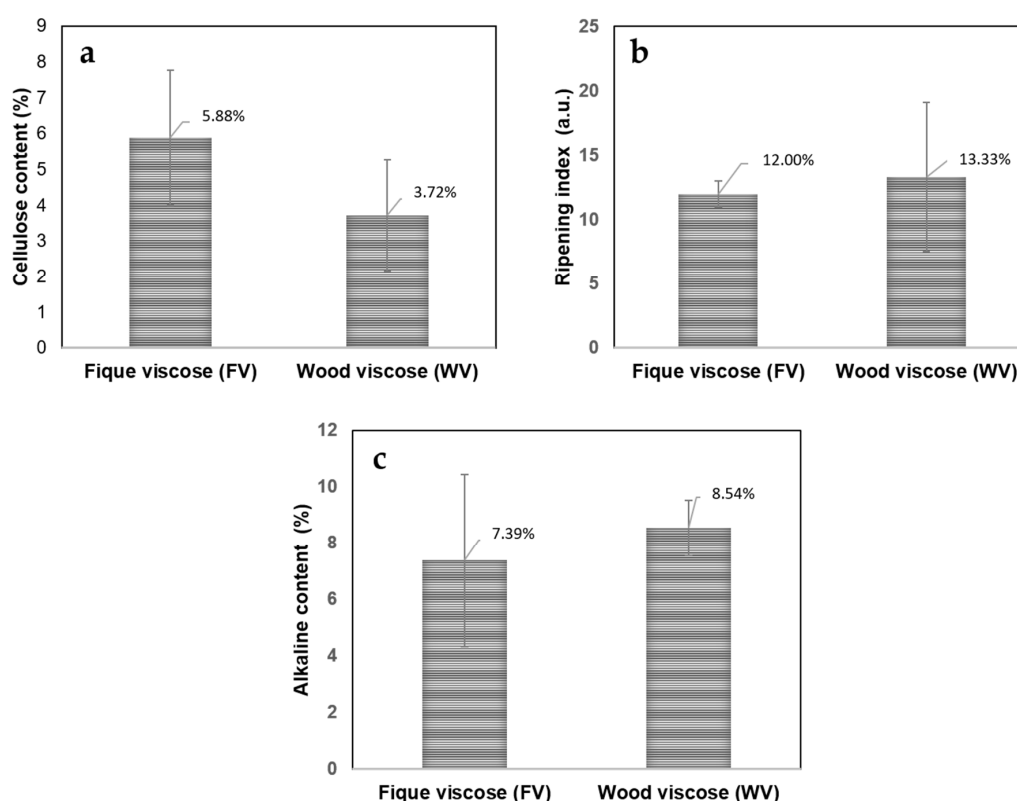 a
Cellulose content (%)
9
8
7
6
5
4
3
2
1
0
5.88%
3.72%
Fique viscose (FV)
Wood viscose (WV)
b
Ripening index (a.u.)
25
20
15
10
5
0
12.00%
13.33%
Fique viscose (FV)
Wood viscose (WV)
c
Alkaline content (%)
12
10
8
6
4
2
0
7.39%
8.54%
Fique viscose (FV)
Wood viscose (WV)